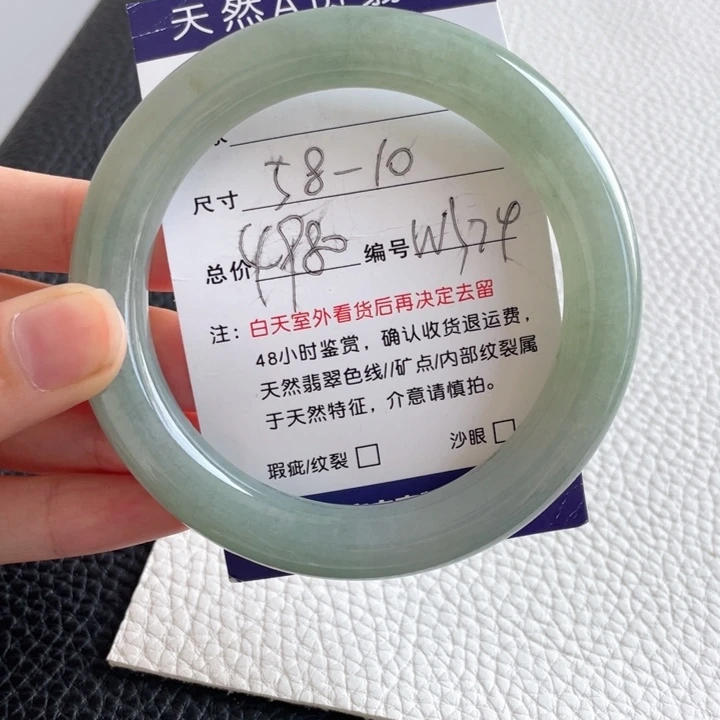 天然A货翡
尺寸 58-10
总价 4980 编号 W574
注：白天室外看货后再决定去留
48小时鉴赏，确认收货退运费，
天然翡翠色线//矿点/内部纹裂属
于天然特征，介意请慎拍。
瑕疵/纹裂□ 沙眼□